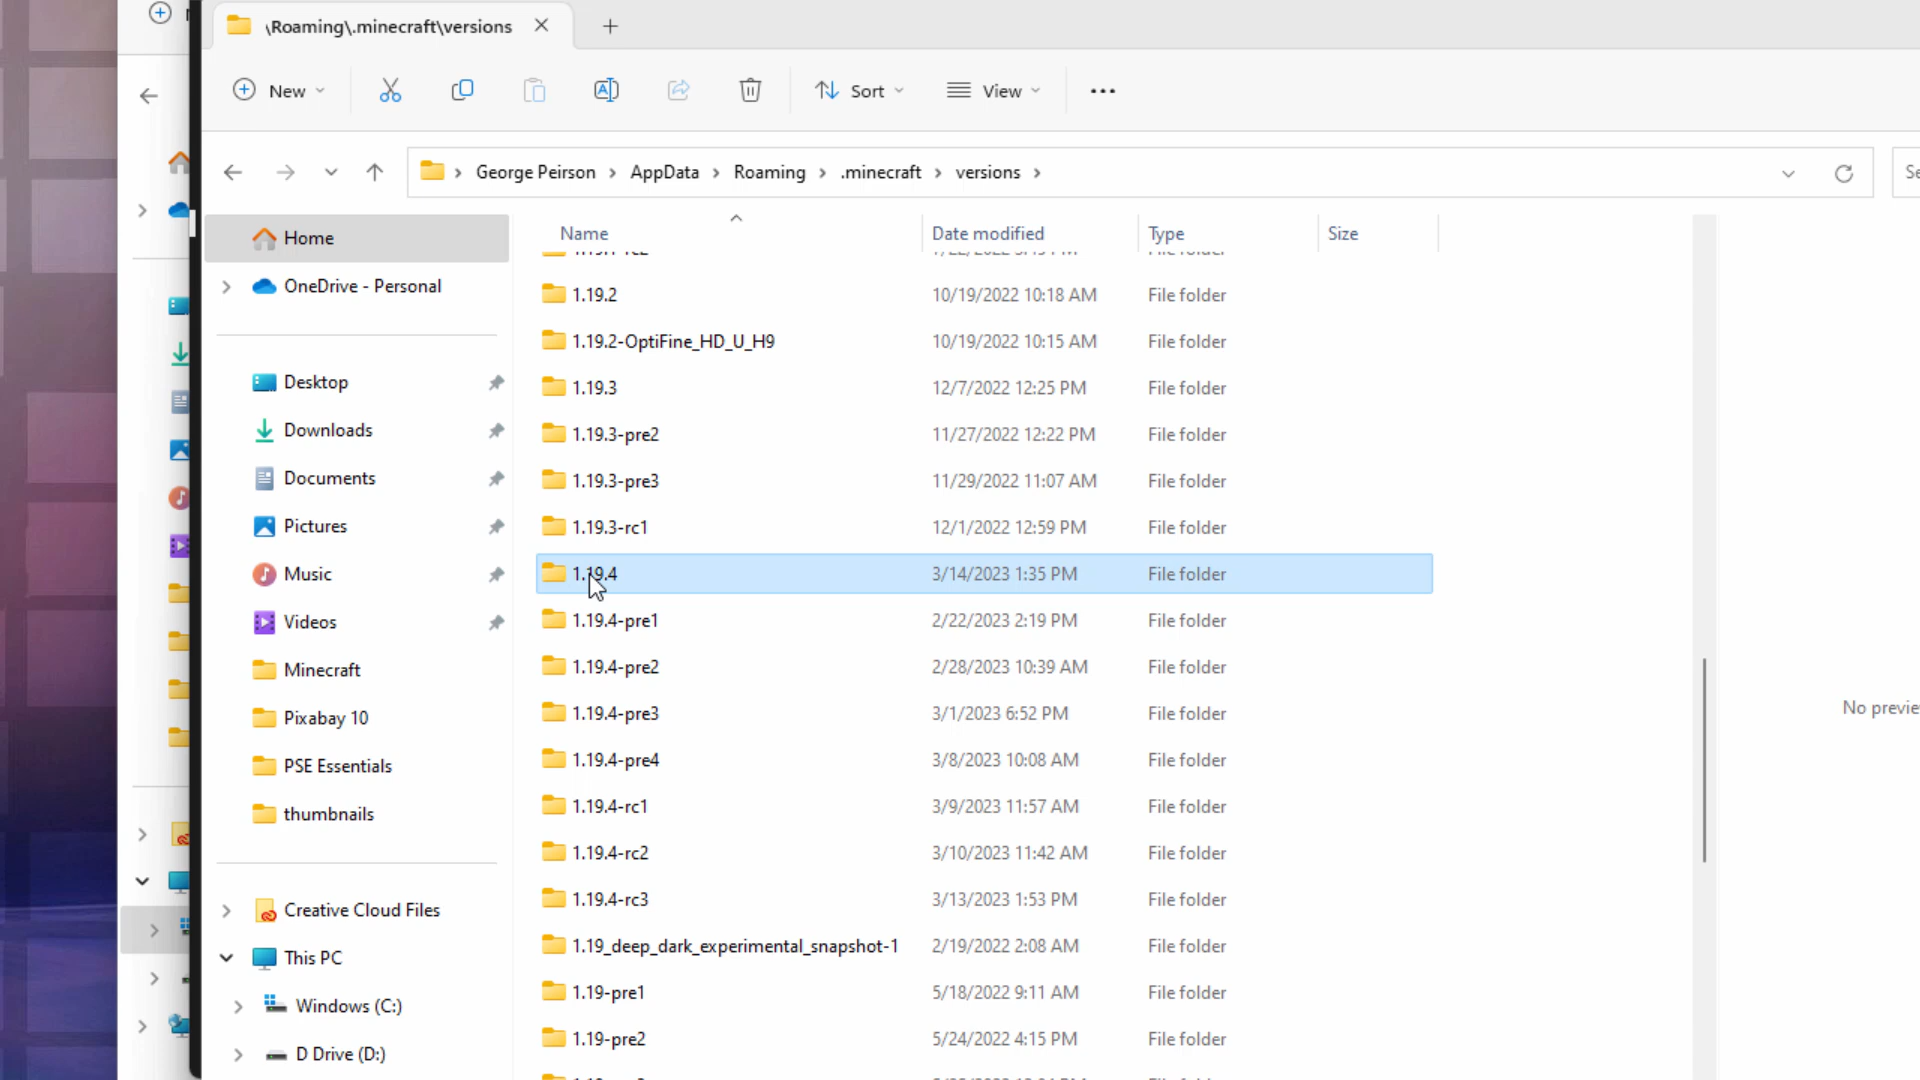 \Roaming\.minecraft\versions
New
Sort
View
George Peirson > AppData > Roaming > .minecraft > versions >
Home
OneDrive - Personal
Desktop
Downloads
Documents
Pictures
Music
Videos
Minecraft
Pixabay 10
PSE Essentials
thumbnails
Creative Cloud Files
This PC
Windows (C:)
D Drive (D:)
Name Date modified Type Size
1.19.2 10/19/2022 10:18 AM File folder
1.19.2-OptiFine_HD_U_H9 10/19/2022 10:15 AM File folder
1.19.3 12/7/2022 12:25 PM File folder
1.19.3-pre2 11/27/2022 12:22 PM File folder
1.19.3-pre3 11/29/2022 11:07 AM File folder
1.19.3-rc1 12/1/2022 12:59 PM File folder
1.19.4 3/14/2023 1:35 PM File folder
1.19.4-pre1 2/22/2023 2:19 PM File folder
1.19.4-pre2 2/28/2023 10:39 AM File folder
1.19.4-pre3 3/1/2023 6:52 PM File folder
1.19.4-pre4 3/8/2023 10:08 AM File folder
1.19.4-rc1 3/9/2023 11:57 AM File folder
1.19.4-rc2 3/10/2023 11:42 AM File folder
1.19.4-rc3 3/13/2023 1:53 PM File folder
1.19_deep_dark_experimental_snapshot-1 2/19/2022 2:08 AM File folder
1.19-pre1 5/18/2022 9:11 AM File folder
1.19-pre2 5/24/2022 4:15 PM File folder
No previe